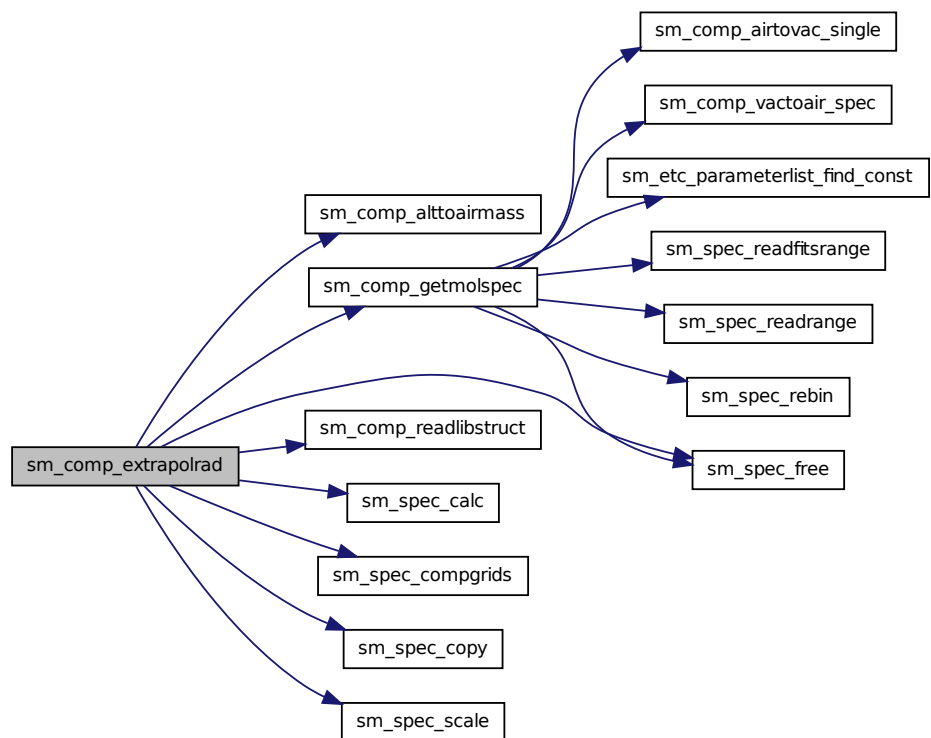 sm_comp_airtovac_single
sm_comp_vactoair_spec
sm_etc_parameterlist_find_const
sm_comp_alttoairmass
sm_spec_readfitsrange
sm_comp_getmolspec
sm_spec_readrange
sm_spec_rebin
sm_comp_readlibstruct
sm_comp_extrapolrad
sm_spec_free
sm_spec_calc
sm_spec_compgrids
sm_spec_copy
sm_spec_scale